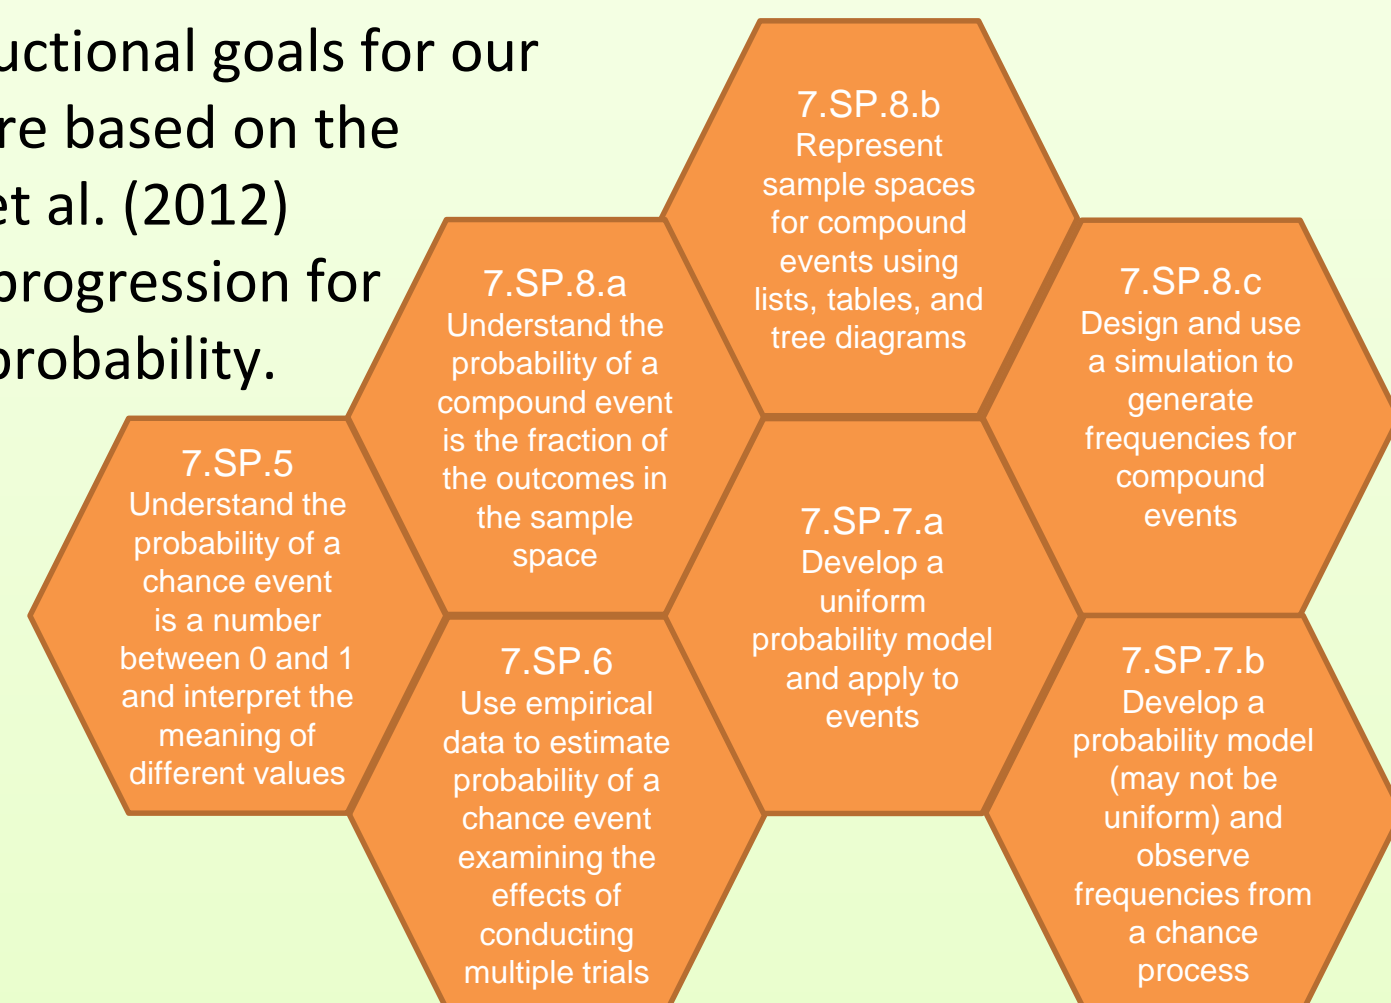 uctional goals for our
re based on the
et al. (2012)
progression for
probability.
7.SP.8.b
Represent
sample spaces
for compound
events using
lists, tables, and
tree diagrams
7.SP.8.a
Understand the
probability of a
compound event
is the fraction of
the outcomes in
the sample
space
7.SP.8.c
Design and use
a simulation to
generate
frequencies for
compound
events
7.SP.5
Understand the
probability of a
chance event
is a number
between 0 and 1
and interpret the
meaning of
different values
7.SP.7.a
Develop a
uniform
probability model
and apply to
events
7.SP.6
Use empirical
data to estimate
probability of a
chance event
examining the
effects of
conducting
multiple trials
7.SP.7.b
Develop a
probability model
(may not be
uniform) and
observe
frequencies from
a chance
process